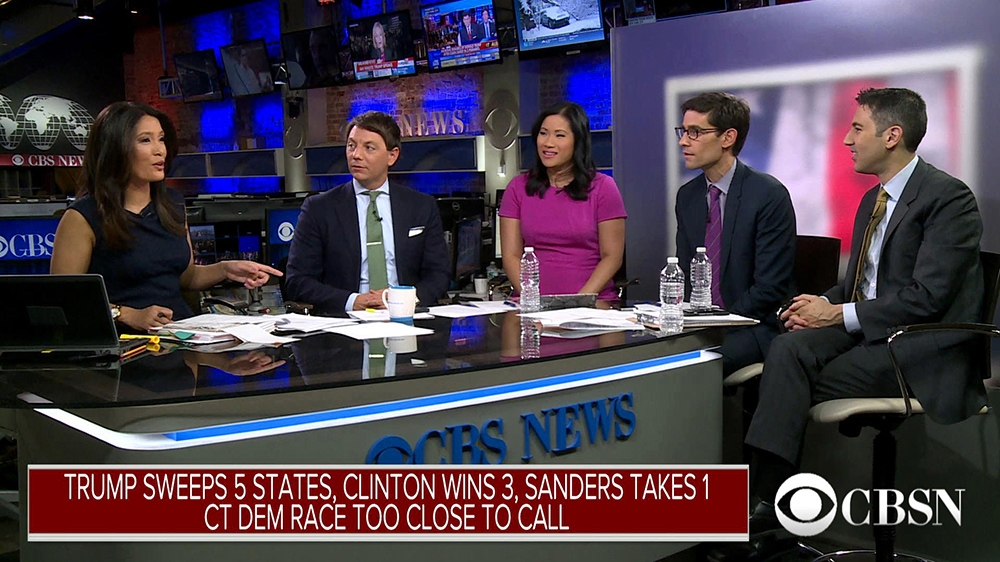 CBS NEWS
NEWS
CBS
CBS NEWS
TRUMP SWEEPS 5 STATES, CLINTON WINS 3, SANDERS TAKES 1
CT DEM RACE TOO CLOSE TO CALL
CBSN